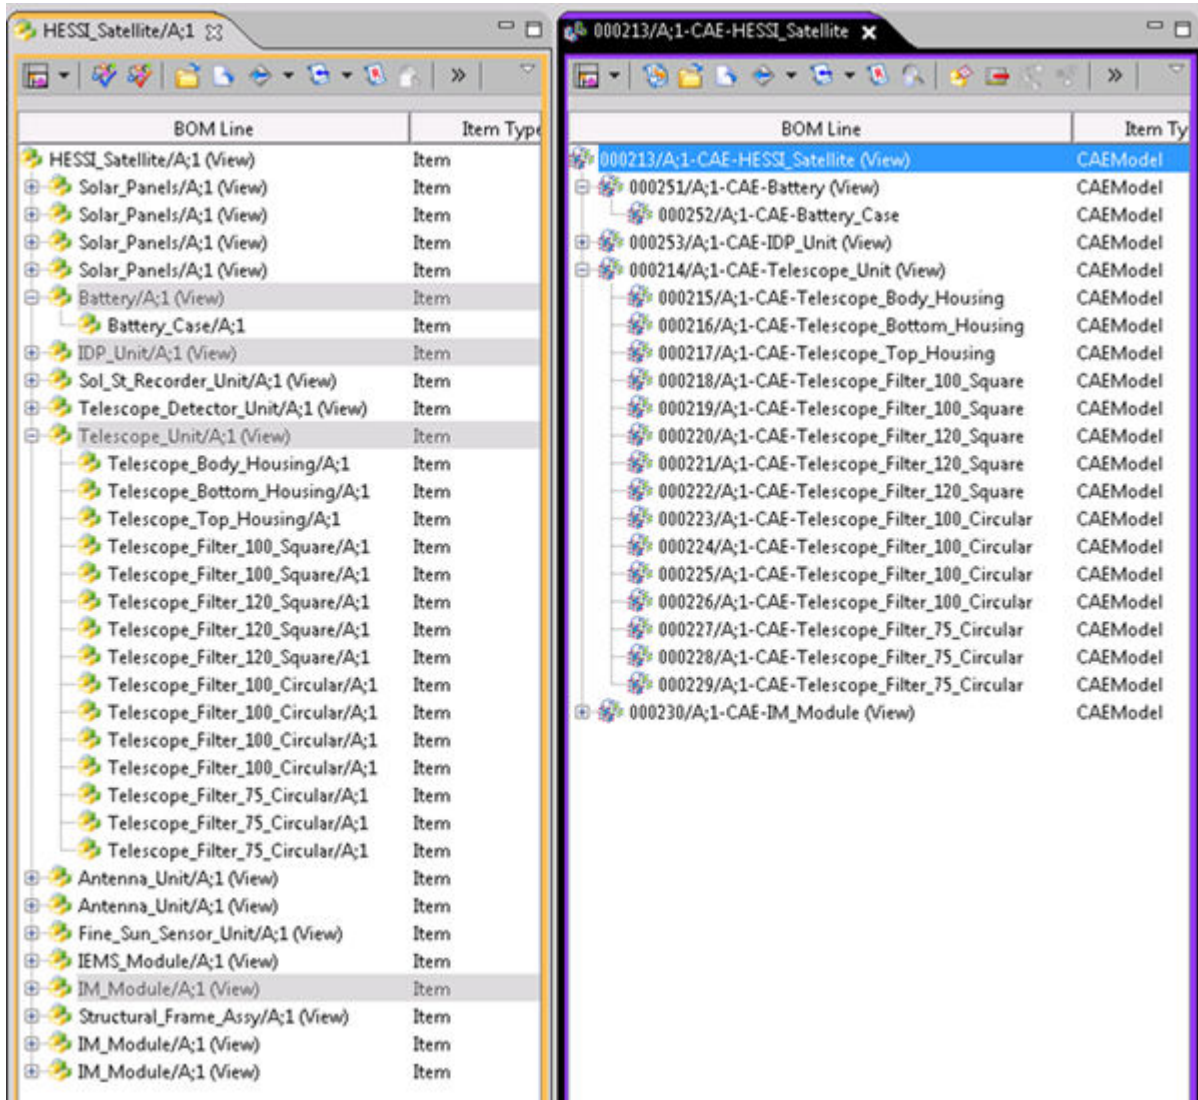 HESSI_Satellite/A;1
BOM Line Item Type
HESSI_Satellite/A;1 (View) Item
Solar_Panels/A;1 (View) Item
Solar_Panels/A;1 (View) Item
Solar_Panels/A;1 (View) Item
Solar_Panels/A;1 (View) Item
Battery/A;1 (View) Item
Battery_Case/A;1 Item
IDP_Unit/A;1 (View) Item
Sol_St_Recorder_Unit/A;1 (View) Item
Telescope_Detector_Unit/A;1 (View) Item
Telescope_Unit/A;1 (View) Item
Telescope_Body_Housing/A;1 Item
Telescope_Bottom_Housing/A;1 Item
Telescope_Top_Housing/A;1 Item
Telescope_Filter_100_Square/A;1 Item
Telescope_Filter_100_Square/A;1 Item
Telescope_Filter_120_Square/A;1 Item
Telescope_Filter_120_Square/A;1 Item
Telescope_Filter_120_Square/A;1 Item
Telescope_Filter_100_Circular/A;1 Item
Telescope_Filter_100_Circular/A;1 Item
Telescope_Filter_100_Circular/A;1 Item
Telescope_Filter_100_Circular/A;1 Item
Telescope_Filter_75_Circular/A;1 Item
Telescope_Filter_75_Circular/A;1 Item
Telescope_Filter_75_Circular/A;1 Item
Antenna_Unit/A;1 (View) Item
Antenna_Unit/A;1 (View) Item
Fine_Sun_Sensor_Unit/A;1 (View) Item
IEMS_Module/A;1 (View) Item
IM_Module/A;1 (View) Item
Structural_Frame_Assy/A;1 (View) Item
IM_Module/A;1 (View) Item
IM_Module/A;1 (View) Item
000213/A;1-CAE-HESSI_Satellite
BOM Line Item Ty
000213/A;1-CAE-HESSI_Satellite (View) CAEModel
000251/A;1-CAE-Battery (View) CAEModel
000252/A;1-CAE-Battery_Case CAEModel
000253/A;1-CAE-IDP_Unit (View) CAEModel
000214/A;1-CAE-Telescope_Unit (View) CAEModel
000215/A;1-CAE-Telescope_Body_Housing CAEModel
000216/A;1-CAE-Telescope_Bottom_Housing CAEModel
000217/A;1-CAE-Telescope_Top_Housing CAEModel
000218/A;1-CAE-Telescope_Filter_100_Square CAEModel
000219/A;1-CAE-Telescope_Filter_100_Square CAEModel
000220/A;1-CAE-Telescope_Filter_120_Square CAEModel
000221/A;1-CAE-Telescope_Filter_120_Square CAEModel
000222/A;1-CAE-Telescope_Filter_120_Square CAEModel
000223/A;1-CAE-Telescope_Filter_100_Circular CAEModel
000224/A;1-CAE-Telescope_Filter_100_Circular CAEModel
000225/A;1-CAE-Telescope_Filter_100_Circular CAEModel
000226/A;1-CAE-Telescope_Filter_100_Circular CAEModel
000227/A;1-CAE-Telescope_Filter_75_Circular CAEModel
000228/A;1-CAE-Telescope_Filter_75_Circular CAEModel
000229/A;1-CAE-Telescope_Filter_75_Circular CAEModel
000230/A;1-CAE-IM_Module (View) CAEModel